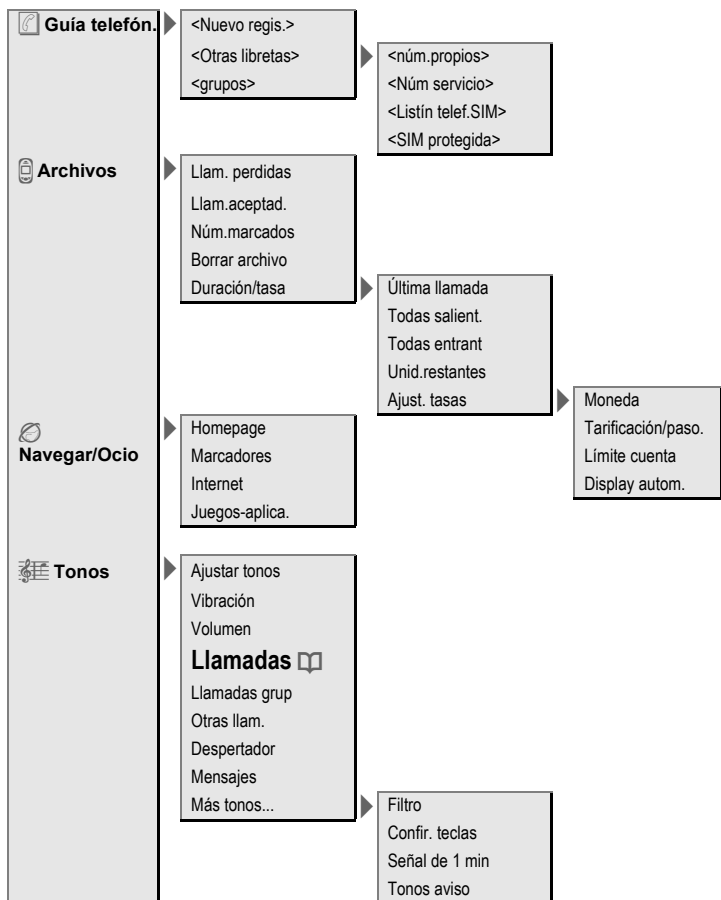 Guía telefón.
<Nuevo regis.>
<Otras libretas>
<grupos>
<núm.propios>
<Núm servicio>
<Listín telef.SIM>
<SIM protegida>
Archivos
Llam. perdidas
Llam.aceptad.
Núm.marcados
Borrar archivo
Duración/tasa
Última llamada
Todas salient.
Todas entrant
Unid.restantes
Ajust. tasas
Moneda
Tarificación/paso.
Límite cuenta
Display autom.
Navegar/Ocio
Homepage
Marcadores
Internet
Juegos-aplica.
Tonos
Ajustar tonos
Vibración
Volumen
Llamadas
Llamadas grup
Otras llam.
Despertador
Mensajes
Más tonos...
Filtro
Confir. teclas
Señal de 1 min
Tonos aviso